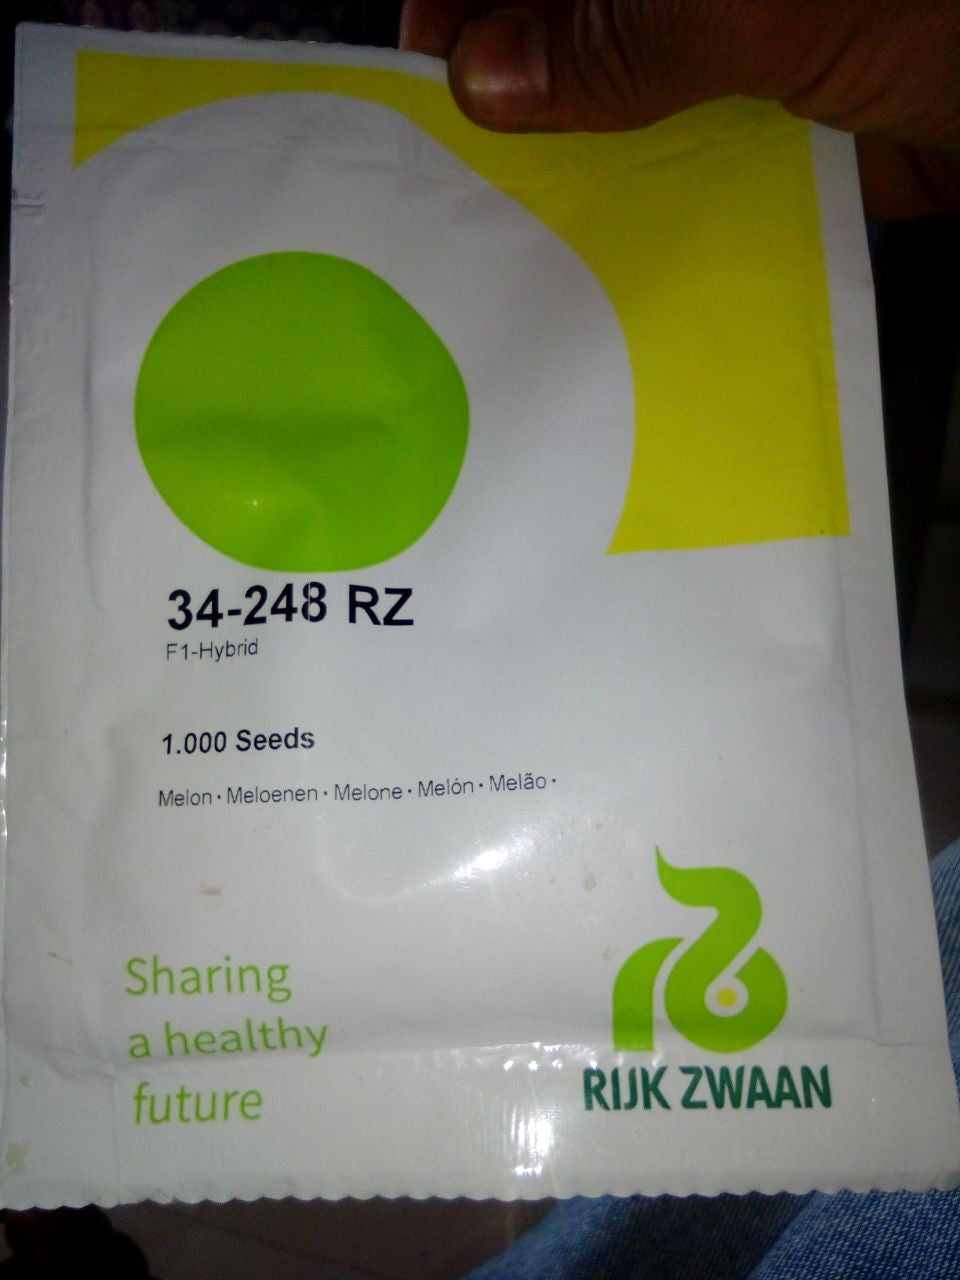 34-248 RZ
F1-Hybrid
1.000 Seeds
Melon · Meloenen · Melone · Melón · Melão ·
Sharing
a healthy
future
RIJK ZWAAN